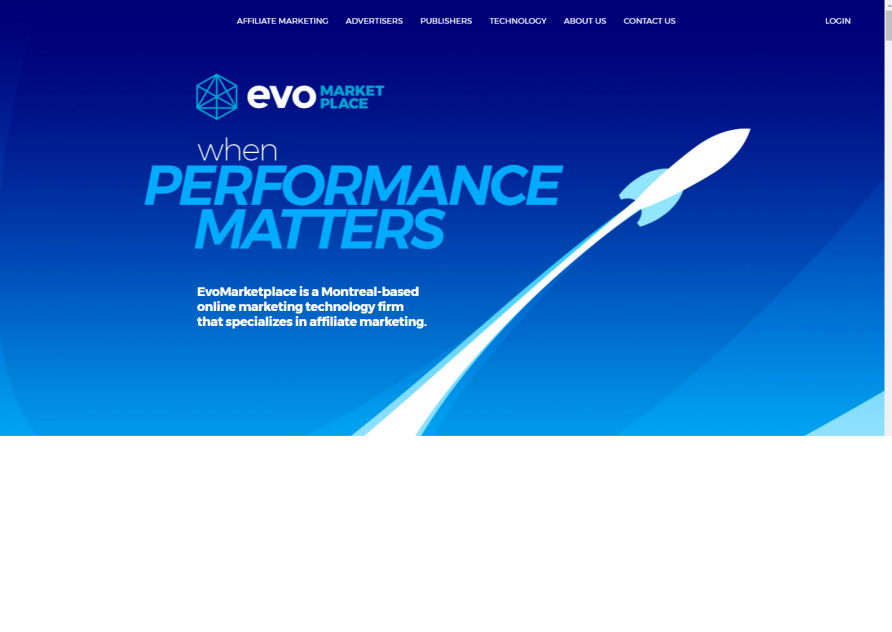 AFFILIATE MARKETING ADVERTISERS PUBLISHERS TECHNOLOGY ABOUT US CONTACT US LOGIN
evo MARKET
PLACE
when
PERFORMANCE
MATTERS
EvoMarketplace is a Montreal-based
online marketing technology firm
that specializes in affiliate marketing.